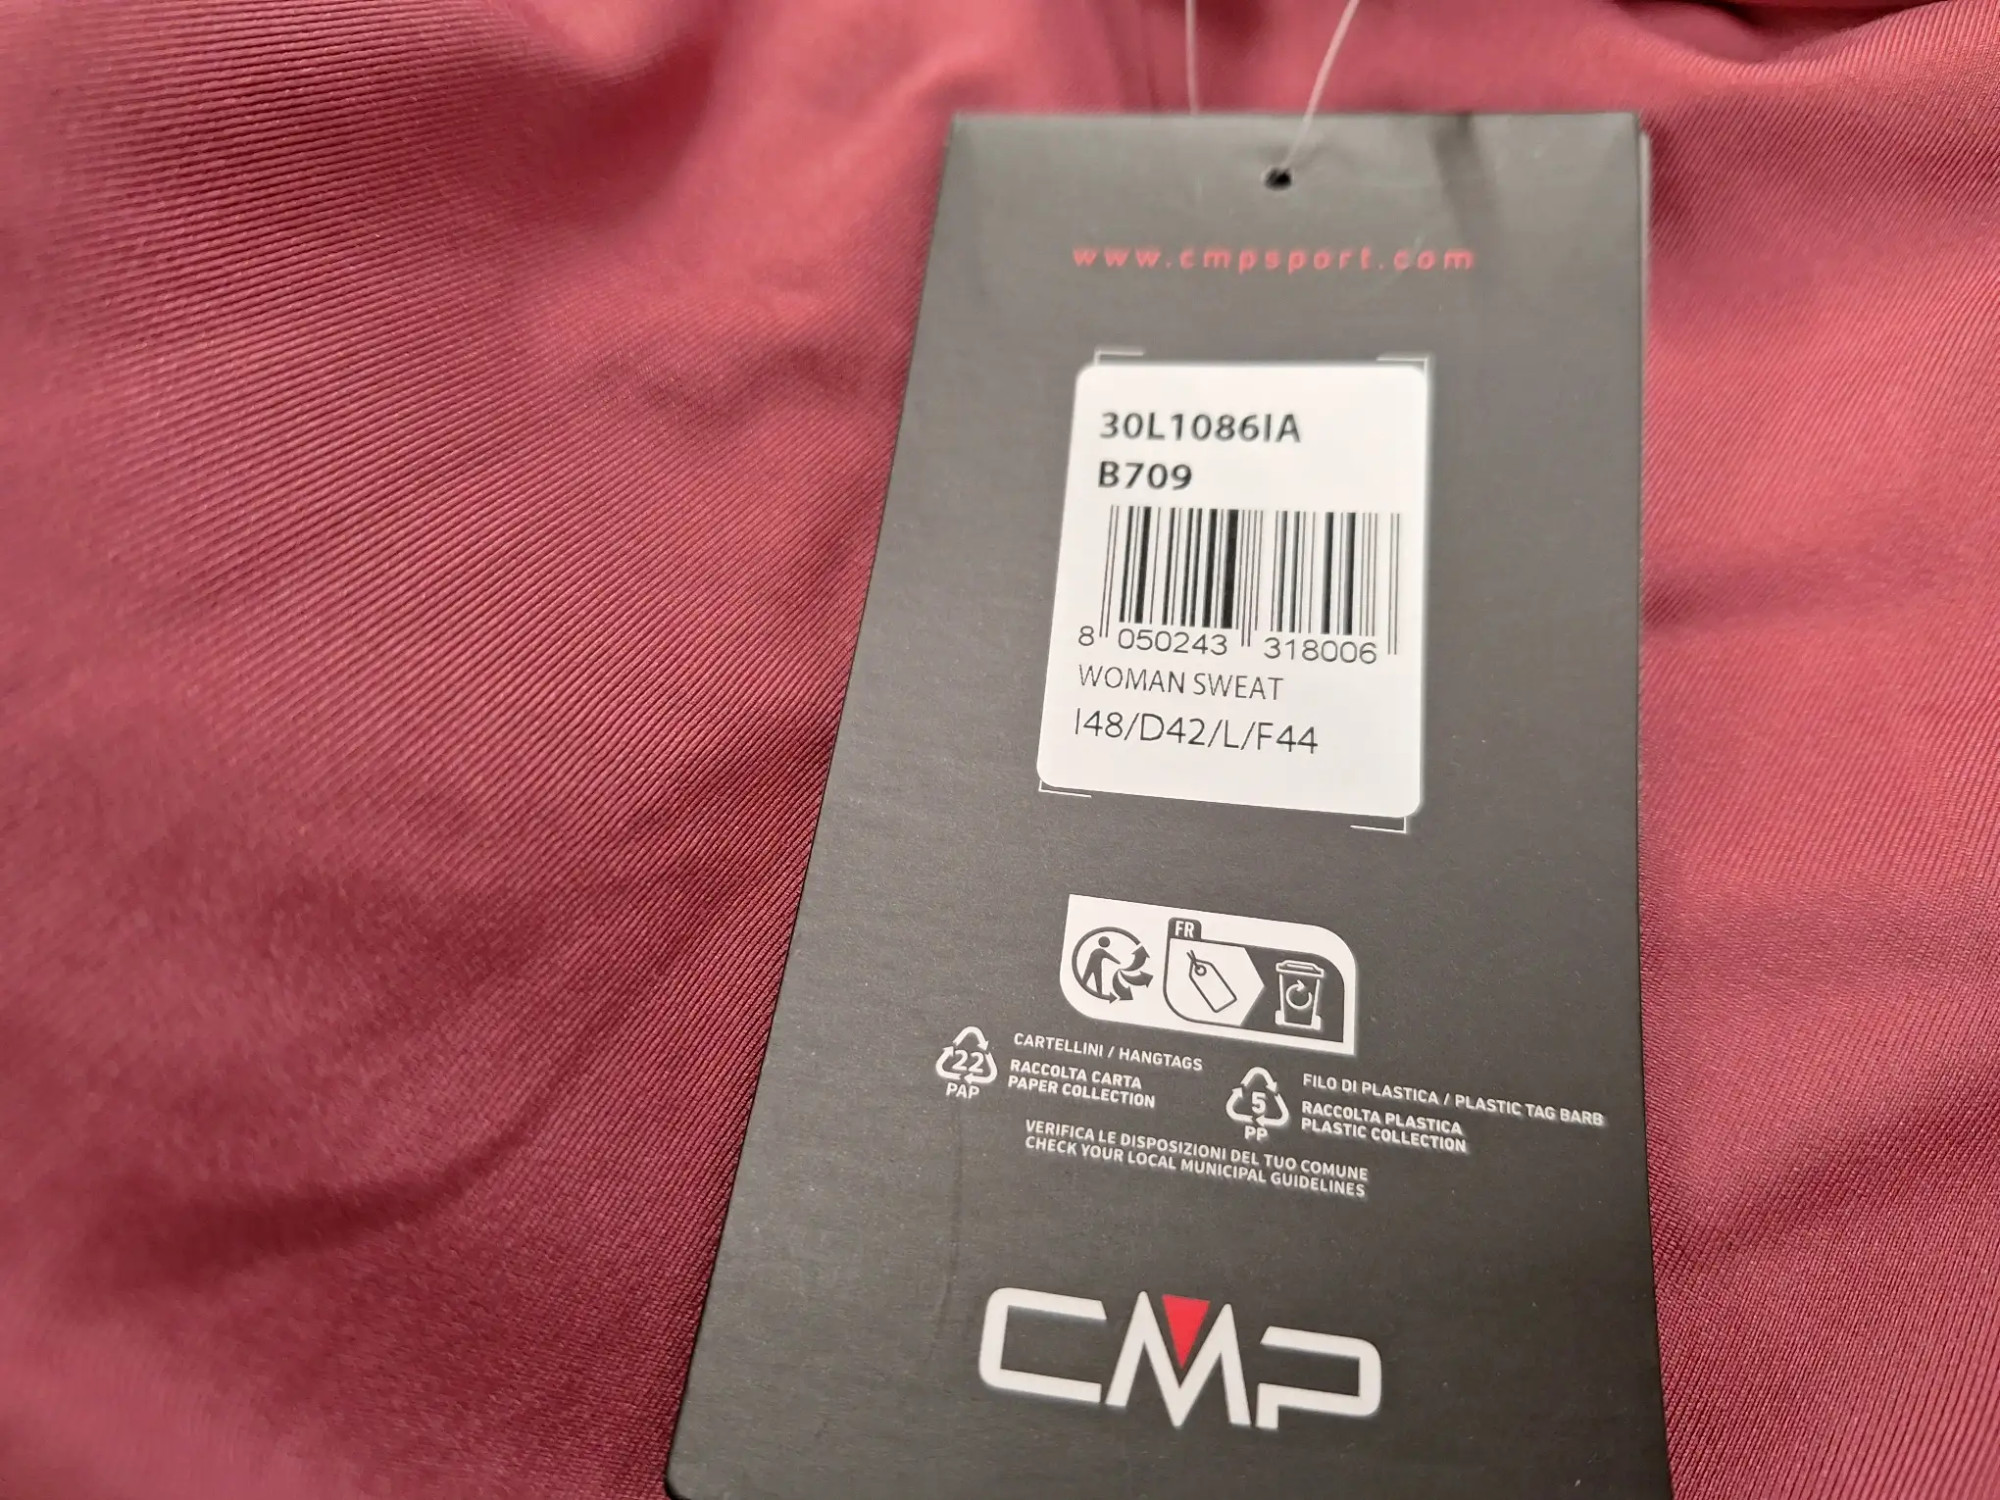 www.cmpsport.com
30L1086IA
B709
8 050243 318006
WOMAN SWEAT
I48/D42/L/F44
FR
22
PAP
CARTELLINI / HANGTAGS
RACCOLTA CARTA
PAPER COLLECTION
5
PP
FILO DI PLASTICA / PLASTIC TAG BARB
RACCOLTA PLASTICA
PLASTIC COLLECTION
VERIFICA LE DISPOSIZIONI DEL TUO COMUNE
CHECK YOUR LOCAL MUNICIPAL GUIDELINES
CMP